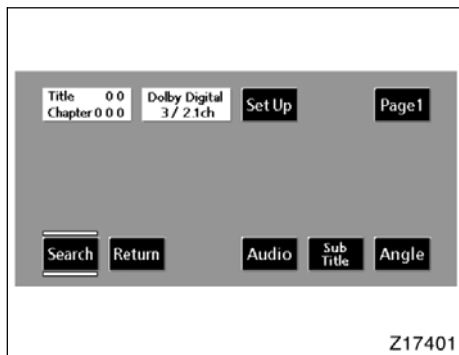 Title 0 0
Chapter 0 0 0
Dolby Digital
3 / 2.1ch
Set Up
Page1
Search
Return
Audio
Sub
Title
Angle
Z17401